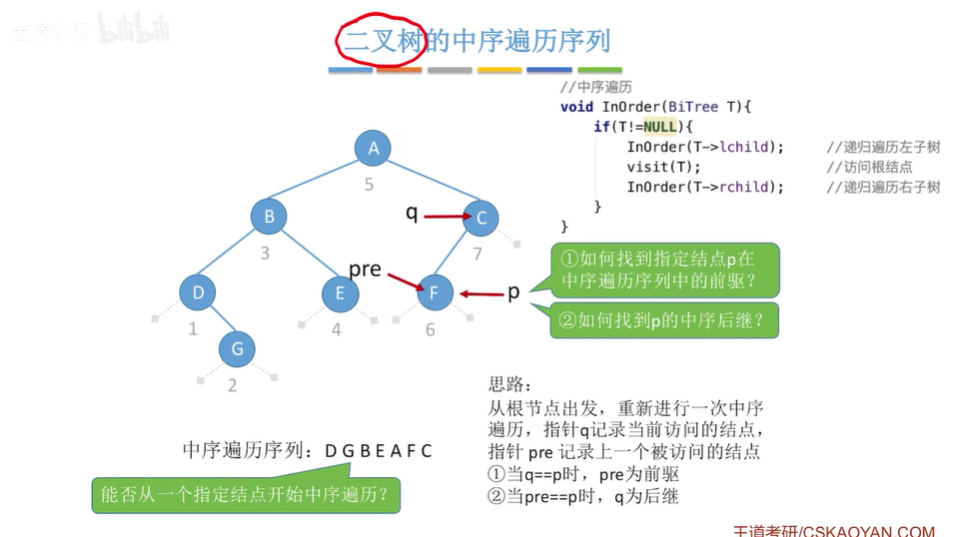 二叉树的中序遍历序列
//中序遍历
void InOrder(BiTree T){
if(T!=NULL){
InOrder(T->lchild); //递归遍历左子树
visit(T); //访问根结点
InOrder(T->rchild); //递归遍历右子树
}
}
A
5
B
3
q
C
7
D
1
E
4
pre
F
6
p
G
2
①如何找到指定结点p在
中序遍历序列中的前驱？
②如何找到p的中序后继？
中序遍历序列：D G B E A F C
能否从一个指定结点开始中序遍历？
思路：
从根节点出发，重新进行一次中序
遍历，指针q记录当前访问的结点，
指针 pre 记录上一个被访问的结点
①当q==p时，pre为前驱
②当pre==p时，q为后继
王道考研/CSKAOYAN.COM